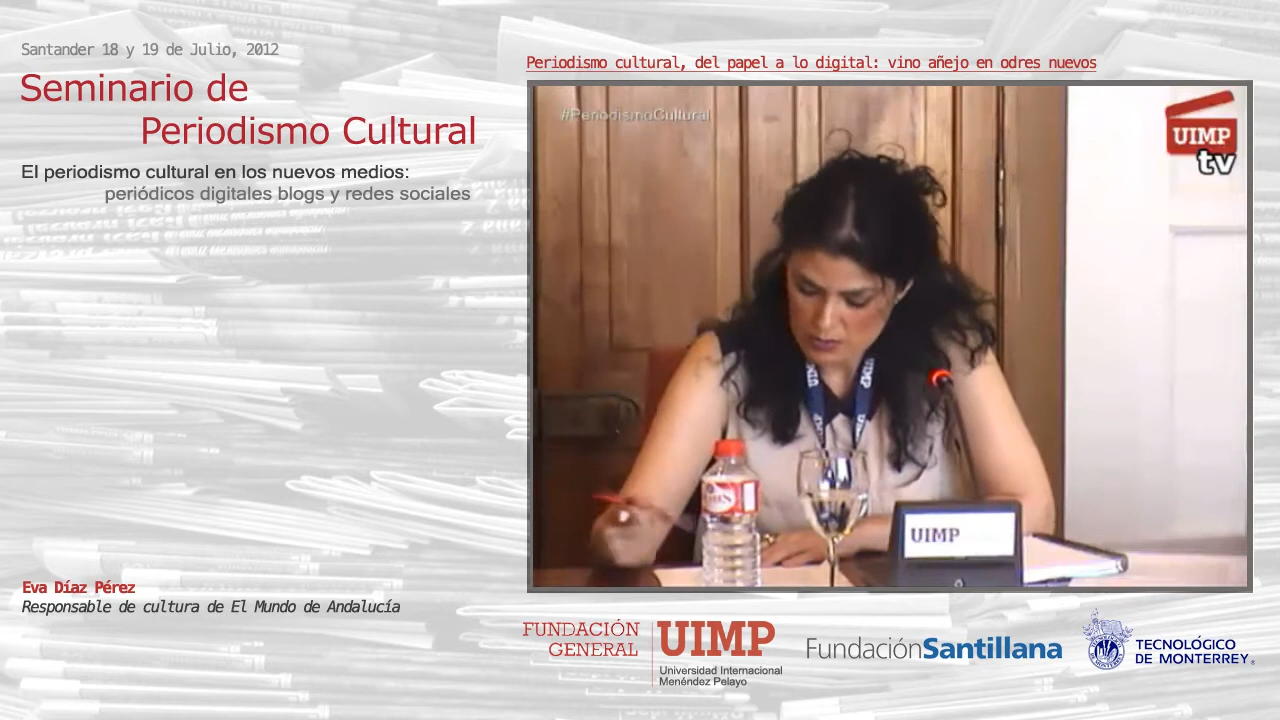 Santander 18 y 19 de Julio, 2012
Seminario de
Periodismo Cultural
El periodismo cultural en los nuevos medios:
periódicos digitales blogs y redes sociales
Periodismo cultural, del papel a lo digital: vino añejo en odres nuevos
#PeriodismoCultural
UIMP
tv
UIMP
UIMP
Eva Díaz Pérez
Responsable de cultura de El Mundo de Andalucía
FUNDACIÓN
GENERAL
UIMP
Universidad Internacional
Menéndez Pelayo
FundaciónSantillana
TECNOLÓGICO
DE MONTERREY®